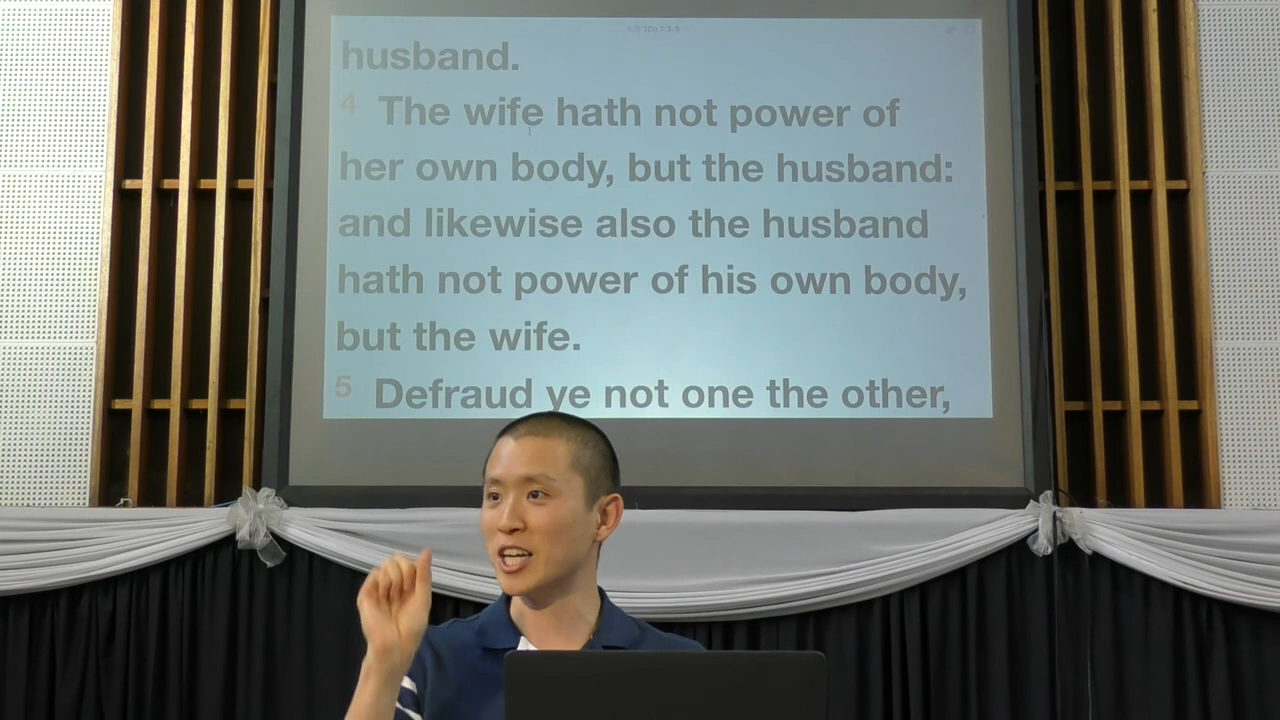 husband.
4 The wife hath not power of
her own body, but the husband:
and likewise also the husband
hath not power of his own body,
but the wife.
5 Defraud ye not one the other,